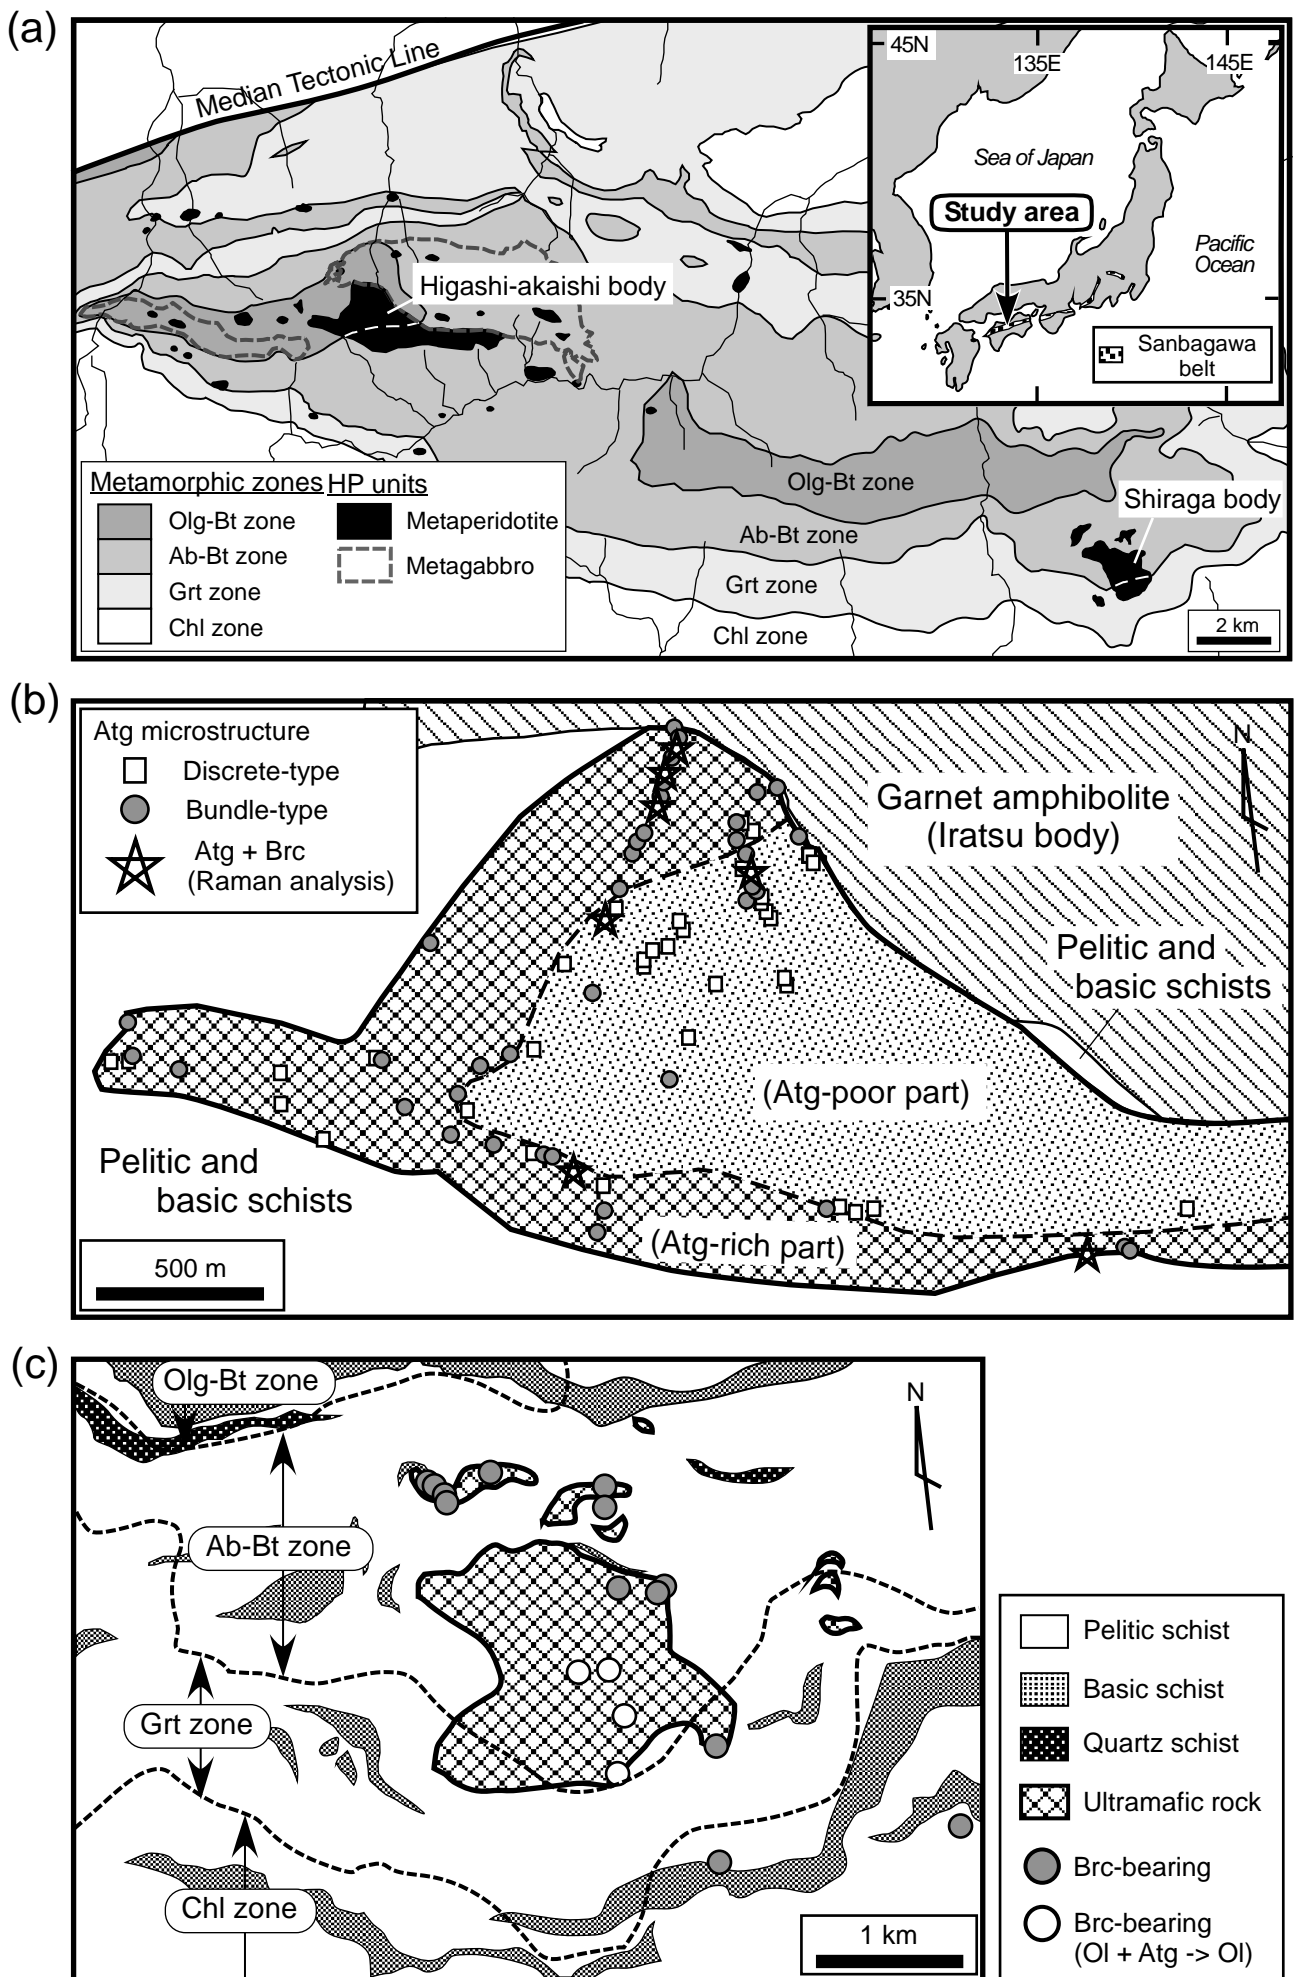 (a)
Median Tectonic Line
Higashi-akaishi body
45N
135E
145E
Sea of Japan
Study area
Pacific
Ocean
35N
Sanbagawa
belt
Metamorphic zones
HP units
Olg-Bt zone
Metaperidotite
Ab-Bt zone
Metagabbro
Grt zone
Chl zone
Olg-Bt zone
Ab-Bt zone
Grt zone
Chl zone
Shiraga body
2 km
(b)
Atg microstructure
Discrete-type
Bundle-type
Atg + Brc
(Raman analysis)
N
Garnet amphibolite
(Iratsu body)
Pelitic and
basic schists
(Atg-poor part)
Pelitic and
basic schists
(Atg-rich part)
500 m
(c)
Olg-Bt zone
N
Ab-Bt zone
Grt zone
Chl zone
1 km
Pelitic schist
Basic schist
Quartz schist
Ultramafic rock
Brc-bearing
Brc-bearing
(Ol + Atg -> Ol)